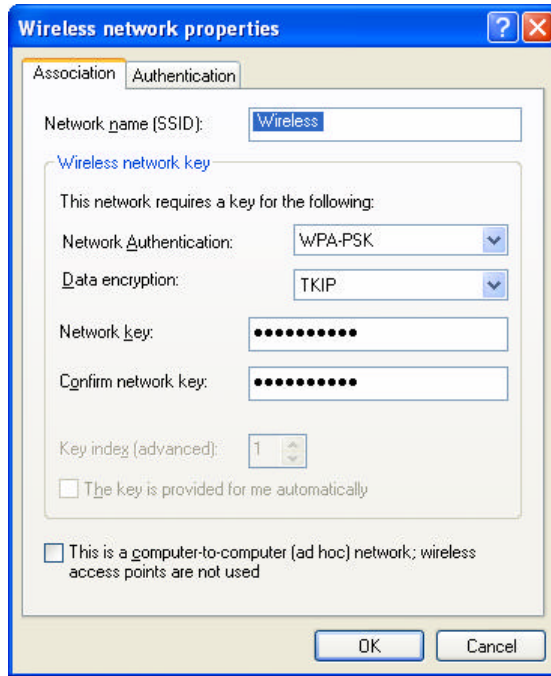 Wireless network properties
Association
Authentication
Network name (SSID):
Wireless
Wireless network key
This network requires a key for the following:
Network Authentication:
WPA-PSK
Data encryption:
TKIP
Network key:
●●●●●●●●●●
Confirm network key:
●●●●●●●●●●
Key index (advanced):
1
The key is provided for me automatically
This is a computer-to-computer (ad hoc) network; wireless
access points are not used
OK
Cancel